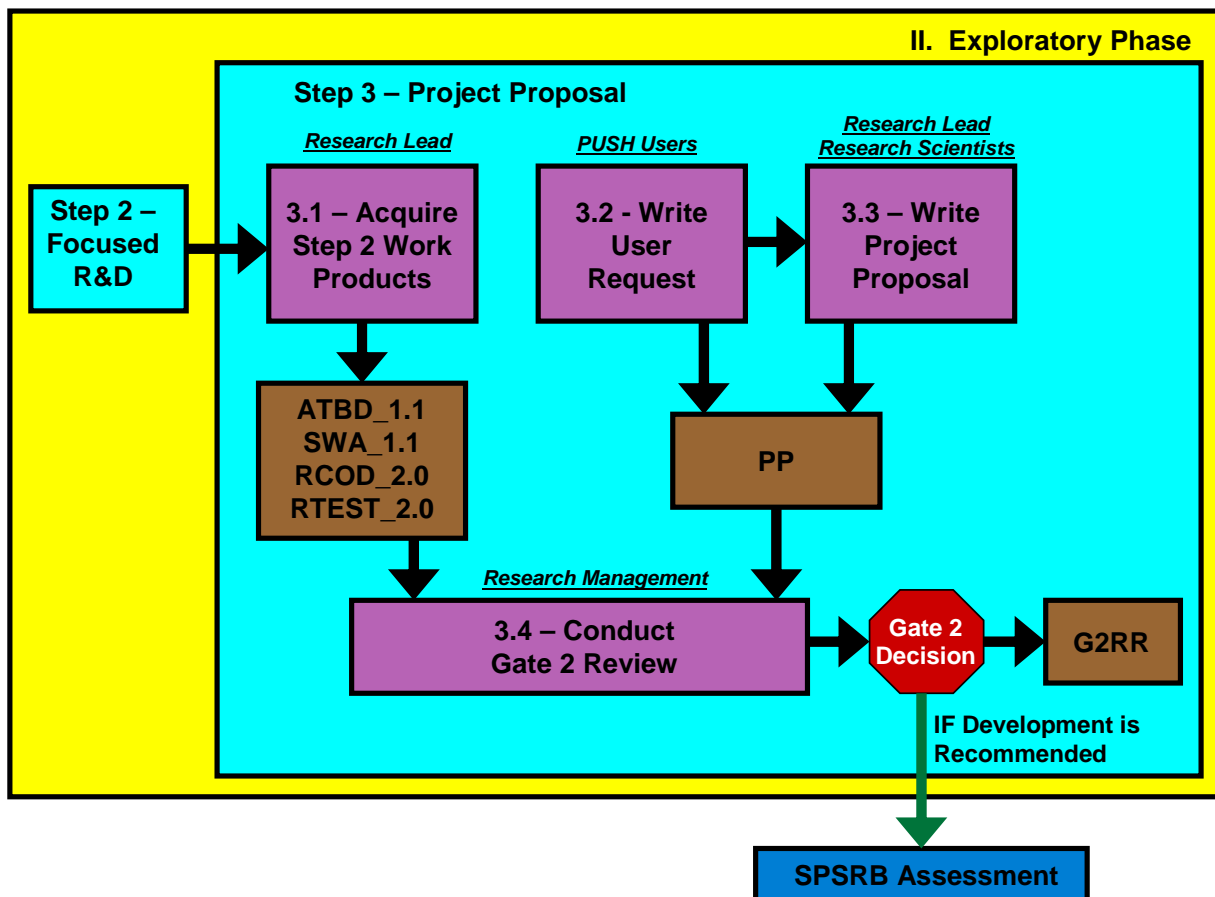 II.  Exploratory Phase
Step 3 – Project Proposal
Research Lead
PUSH Users
Research Lead
Research Scientists
Step 2 –
Focused
R&D
3.1 – Acquire
Step 2 Work
Products
3.2 - Write
User
Request
3.3 – Write
Project
Proposal
ATBD_1.1
SWA_1.1
RCOD_2.0
RTEST_2.0
PP
Research Management
3.4 – Conduct
Gate 2 Review
Gate 2
Decision
G2RR
IF Development is
Recommended
SPSRB Assessment